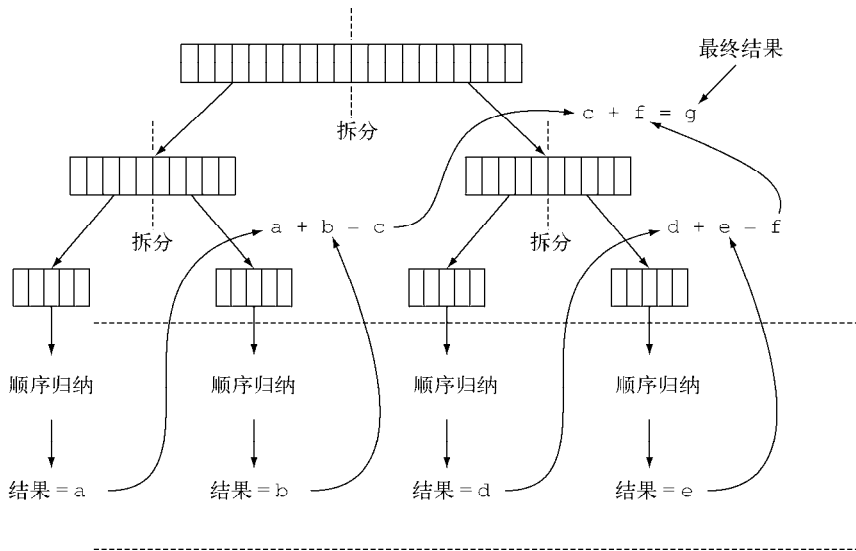 最终结果
c + f = g
拆分
a + b − c
d + e − f
拆分
拆分
顺序归纳
顺序归纳
顺序归纳
顺序归纳
结果=a
结果=b
结果=d
结果=e